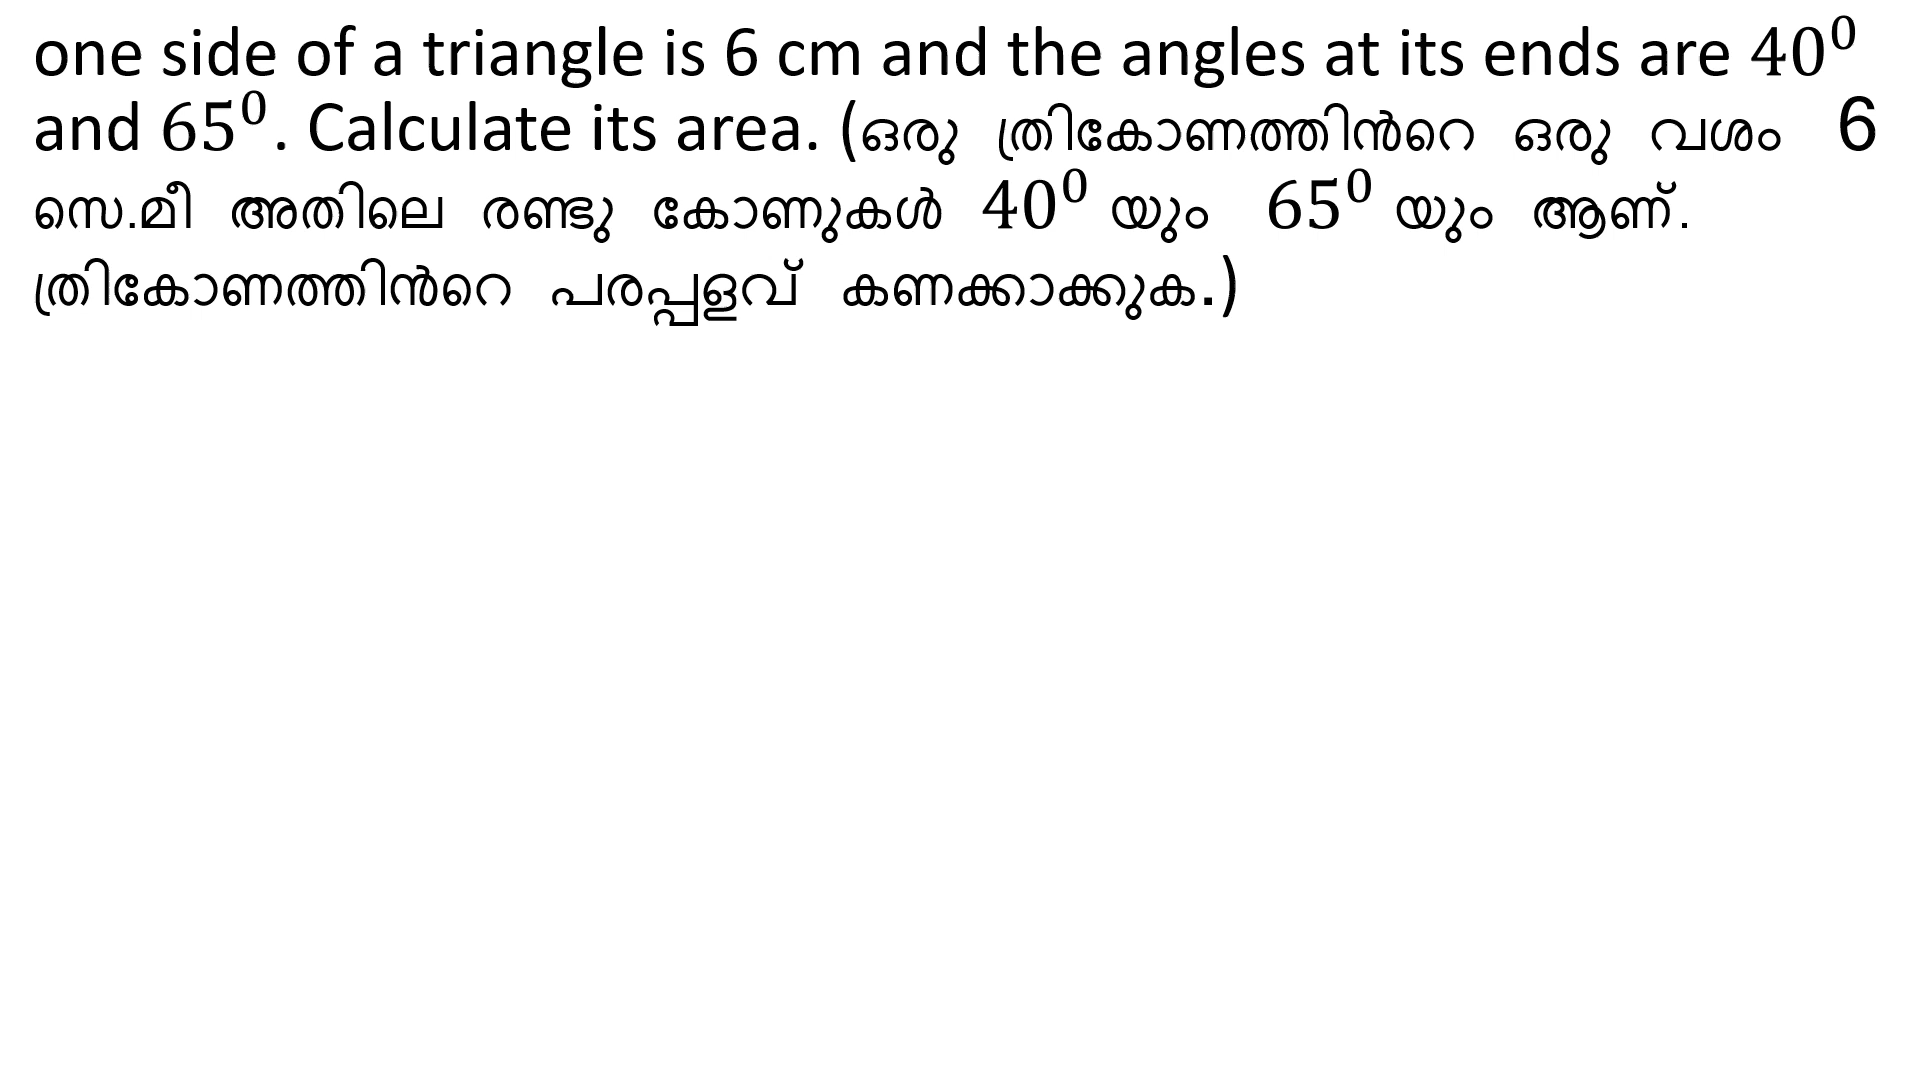 one side of a triangle is 6 cm and the angles at its ends are 40⁰
and 65⁰. Calculate its area. (ഒരു ത്രികോണത്തിൻറെ ഒരു വശം 6
സെ.മീ അതിലെ രണ്ടു കോണുകൾ 40⁰ യും 65⁰ യും ആണ്.
ത്രികോണത്തിൻറെ പരപ്പളവ് കണക്കാക്കുക.)